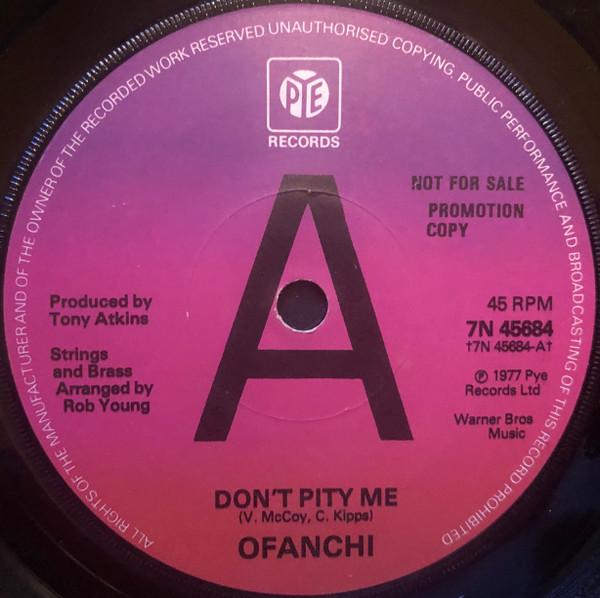 ALL RIGHTS OF THE MANUFACTURER AND OF THE OWNER OF THE RECORDED WORK RESERVED UNAUTHORISED COPYING, PUBLIC PERFORMANCE AND BROADCASTING OF THIS RECORD PROHIBITED
PYE
RECORDS
A
NOT FOR SALE
PROMOTION
COPY
Produced by
Tony Atkins
Strings
and Brass
Arranged by
Rob Young
45 RPM
7N 45684
†7N 45684-A†
℗ 1977 Pye
Records Ltd
Warner Bros
Music
DON'T PITY ME
(V. McCoy, C. Kipps)
OFANCHI